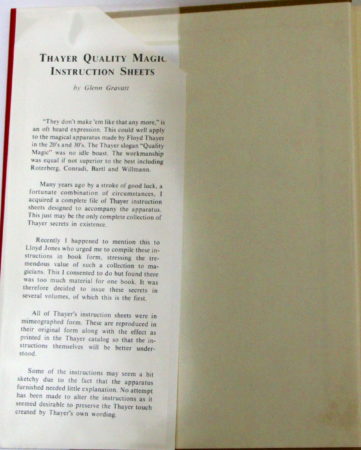 THAYER QUALITY MAGIC
INSTRUCTION SHEETS
by Glenn Gravatt
"They don't make 'em like that any more," is
an oft heard expression. This could well apply
to the magical apparatus made by Floyd Thayer
in the 20's and 30's. The Thayer slogan "Quality
Magic" was no idle boast. The workmanship
was equal if not superior to the best including
Roterberg, Conradi, Bartl and Willmann.
Many years ago by a stroke of good luck, a
fortunate combination of circumstances, I
acquired a complete file of Thayer instruction
sheets designed to accompany the apparatus.
This just may be the only complete collection of
Thayer secrets in existence.
Recently I happened to mention this to
Lloyd Jones who urged me to compile these in-
structions in book form, stressing the tre-
mendous value of such a collection to ma-
gicians. This I consented to do but found there
was too much material for one book. It was
therefore decided to issue these secrets in
several volumes, of which this is the first.
All of Thayer's instruction sheets were in
mimeographed form. These are reproduced in
their original form along with the effect as
printed in the Thayer catalog so that the in-
structions themselves will be better under-
stood.
Some of the instructions may seem a bit
sketchy due to the fact that the apparatus
furnished needed little explanation. No attempt
has been made to alter the instructions as it
seemed desirable to preserve the Thayer touch
created by Thayer's own wording.